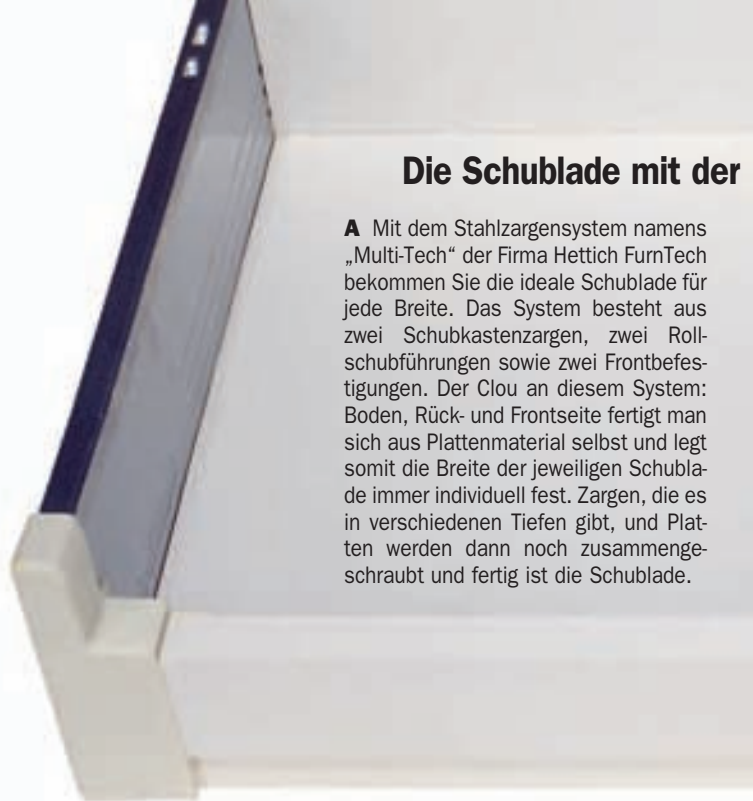 Die Schublade mit der
A Mit dem Stahlzargensystem namens
„Multi-Tech“ der Firma Hettich FurnTech
bekommen Sie die ideale Schublade für
jede Breite. Das System besteht aus
zwei Schubkastenzargen, zwei Roll-
schubführungen sowie zwei Frontbefes-
tigungen. Der Clou an diesem System:
Boden, Rück- und Frontseite fertigt man
sich aus Plattenmaterial selbst und legt
somit die Breite der jeweiligen Schubla-
de immer individuell fest. Zargen, die es
in verschiedenen Tiefen gibt, und Plat-
ten werden dann noch zusammenge-
schraubt und fertig ist die Schublade.